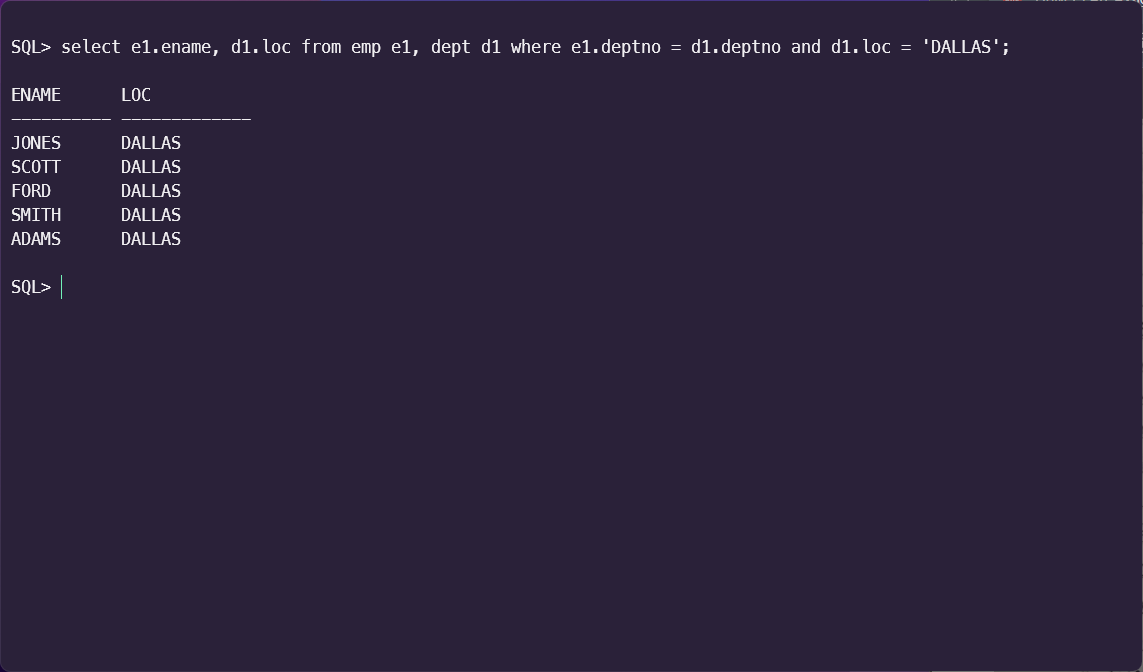 SQL> select e1.ename, d1.loc from emp e1, dept d1 where e1.deptno = d1.deptno and d1.loc = 'DALLAS';
ENAME      LOC
---------- -------------
JONES      DALLAS
SCOTT      DALLAS
FORD       DALLAS
SMITH      DALLAS
ADAMS      DALLAS
SQL>